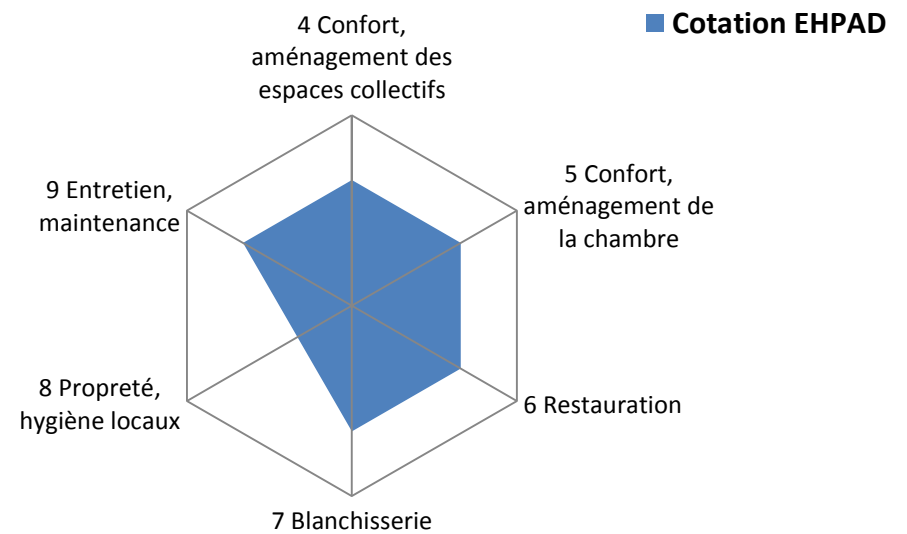 4 Confort,
aménagement des
espaces collectifs
Cotation EHPAD
5 Confort,
aménagement de
la chambre
6 Restauration
7 Blanchisserie
8 Propreté,
hygiène locaux
9 Entretien,
maintenance